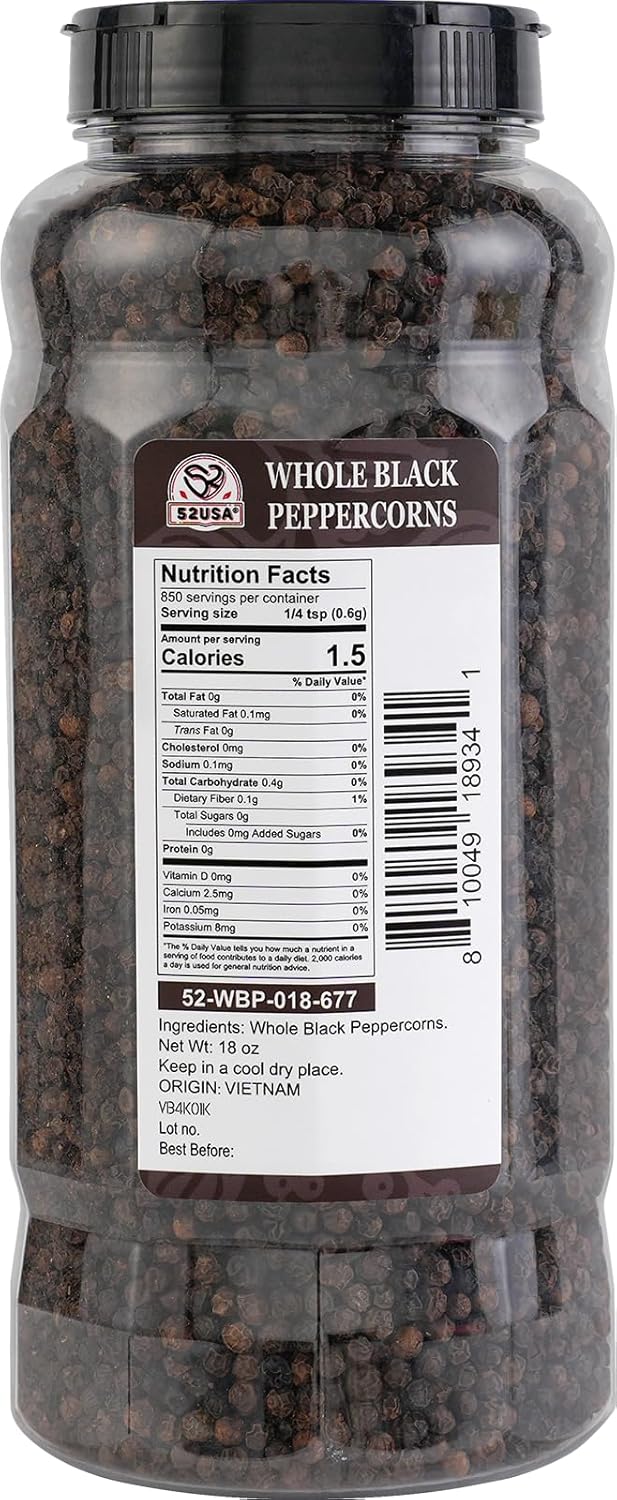 52USA®
WHOLE BLACK
PEPPERCORNS
Nutrition Facts
850 servings per container
Serving size 1/4 tsp (0.6g)
Amount per serving
Calories 1.5
% Daily Value*
Total Fat 0g 0%
Saturated Fat 0.1mg 0%
Trans Fat 0g
Cholesterol 0mg 0%
Sodium 0.1mg 0%
Total Carbohydrate 0.4g 0%
Dietary Fiber 0.1g 1%
Total Sugars 0g
Includes 0mg Added Sugars 0%
Protein 0g
Vitamin D 0mg 0%
Calcium 2.5mg 0%
Iron 0.05mg 0%
Potassium 8mg 0%
*The % Daily Value tells you how much a nutrient in a
serving of food contributes to a daily diet. 2,000 calories
a day is used for general nutrition advice.
8 10049 18934 1
52-WBP-018-677
Ingredients: Whole Black Peppercorns.
Net Wt: 18 oz
Keep in a cool dry place.
ORIGIN: VIETNAM
VB4K01K
Lot no.
Best Before: